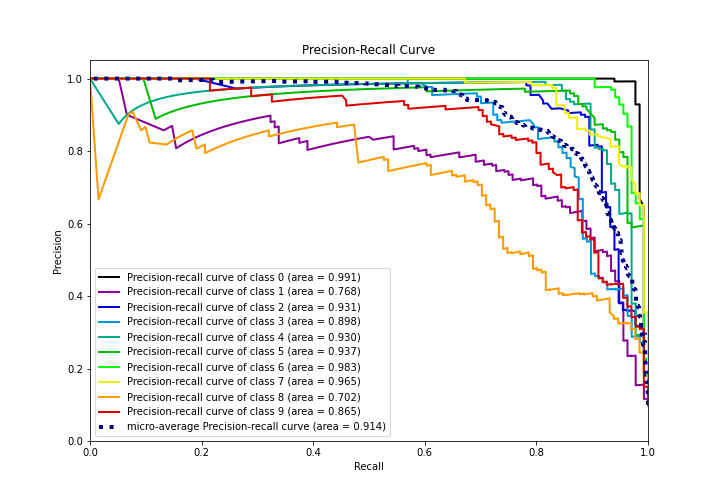 Precision-Recall Curve
Precision
1.0
0.8
0.6
0.4
0.2
0.0
Precision-recall curve of class 0 (area = 0.991)
Precision-recall curve of class 1 (area = 0.768)
Precision-recall curve of class 2 (area = 0.931)
Precision-recall curve of class 3 (area = 0.898)
Precision-recall curve of class 4 (area = 0.930)
Precision-recall curve of class 5 (area = 0.937)
Precision-recall curve of class 6 (area = 0.983)
Precision-recall curve of class 7 (area = 0.965)
Precision-recall curve of class 8 (area = 0.702)
Precision-recall curve of class 9 (area = 0.865)
micro-average Precision-recall curve (area = 0.914)
0.0 0.2 0.4 0.6 0.8 1.0
Recall